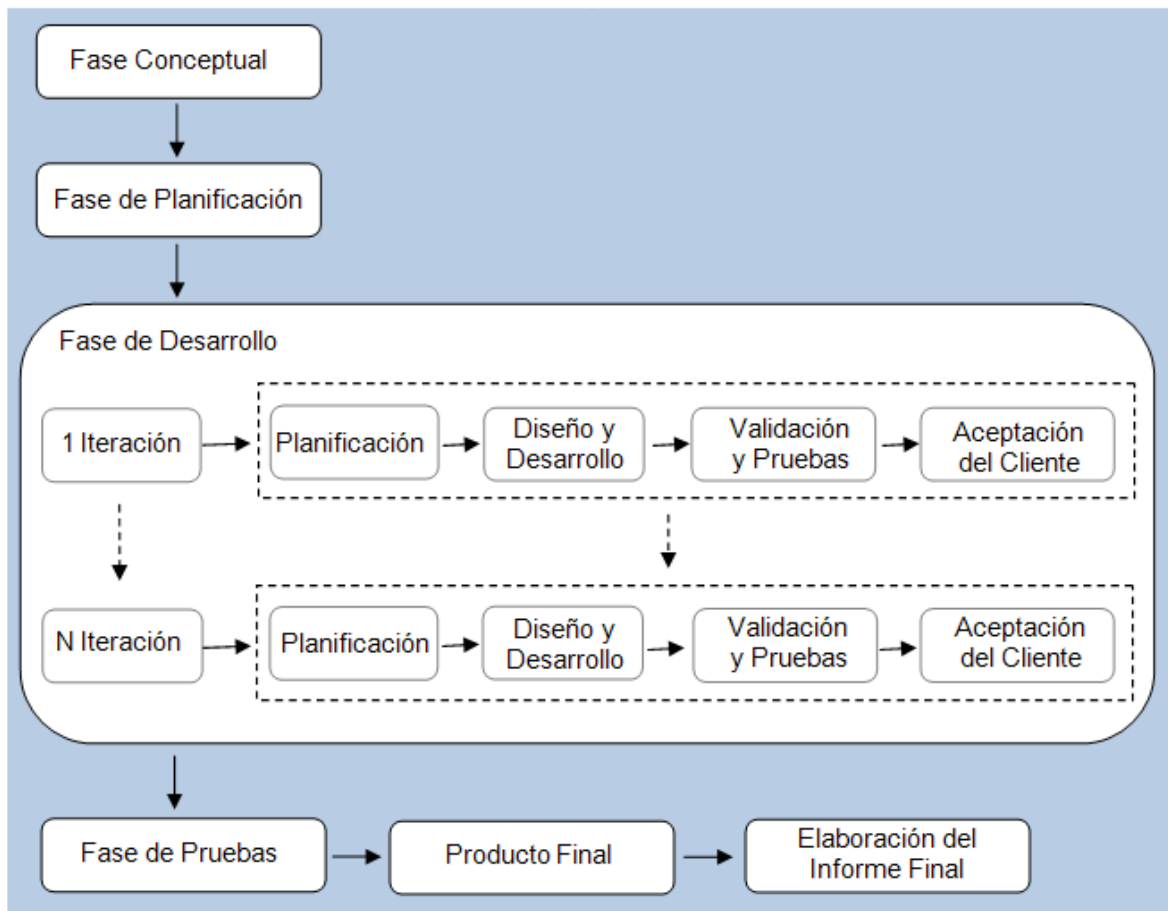 Fase Conceptual
Fase de Planificación
Fase de Desarrollo
1 Iteración
Planificación
Diseño y
Desarrollo
Validación
y Pruebas
Aceptación
del Cliente
N Iteración
Planificación
Diseño y
Desarrollo
Validación
y Pruebas
Aceptación
del Cliente
Fase de Pruebas
Producto Final
Elaboración del
Informe Final